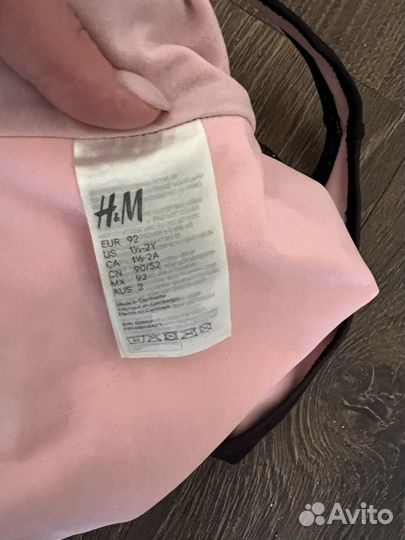 H&M
EUR 92
US 1½-2Y
CA 1½-2A
CN 90/52
MX 92
AUS 2
Made in Cambodia
Avito